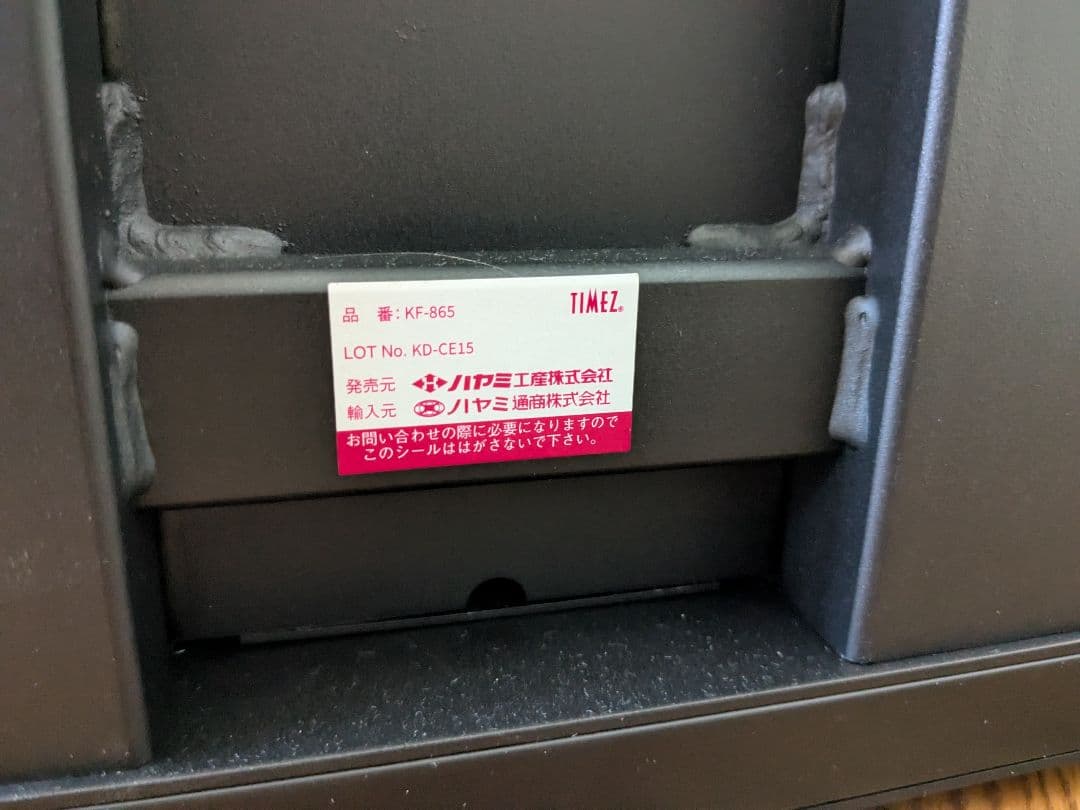 品 番: KF-865 TIMEZ®
LOT No. KD-CE15
発売元 ハヤミ工産株式会社
輸入元 ハヤミ通商株式会社
お問い合わせの際に必要になりますので
このシールははがさないで下さい。